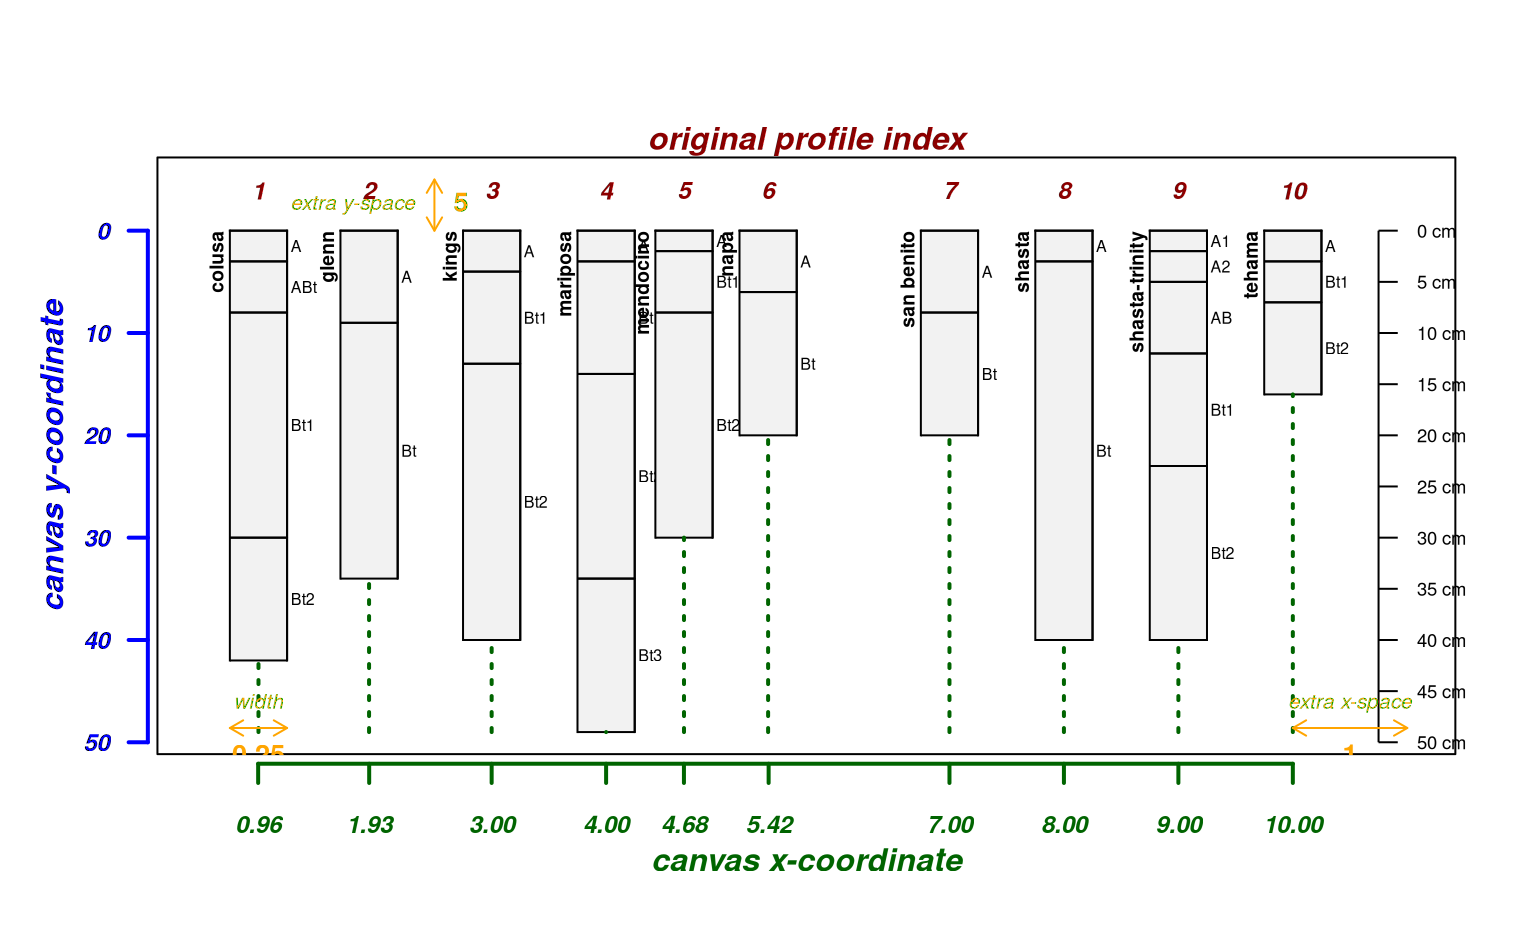 original profile index
1 2 3 4 5 6 7 8 9 10
extra y-space 5
canvas y-coordinate
0
10
20
30
40
50
colusa
A
ABt
Bt1
Bt2
glenn
A
Bt
kings
A
Bt1
Bt2
mariposa
Bt3
mendocino
A
Bt1
Bt2
napa
A
Bt
san benito
A
Bt
shasta
A
Bt
shasta-trinity
A1
A2
AB
Bt1
Bt2
tehama
A
Bt1
Bt2
0 cm
5 cm
10 cm
15 cm
20 cm
25 cm
30 cm
35 cm
40 cm
45 cm
50 cm
width
0.25
extra x-space
1
0.96 1.93 3.00 4.00 4.68 5.42 7.00 8.00 9.00 10.00
canvas x-coordinate